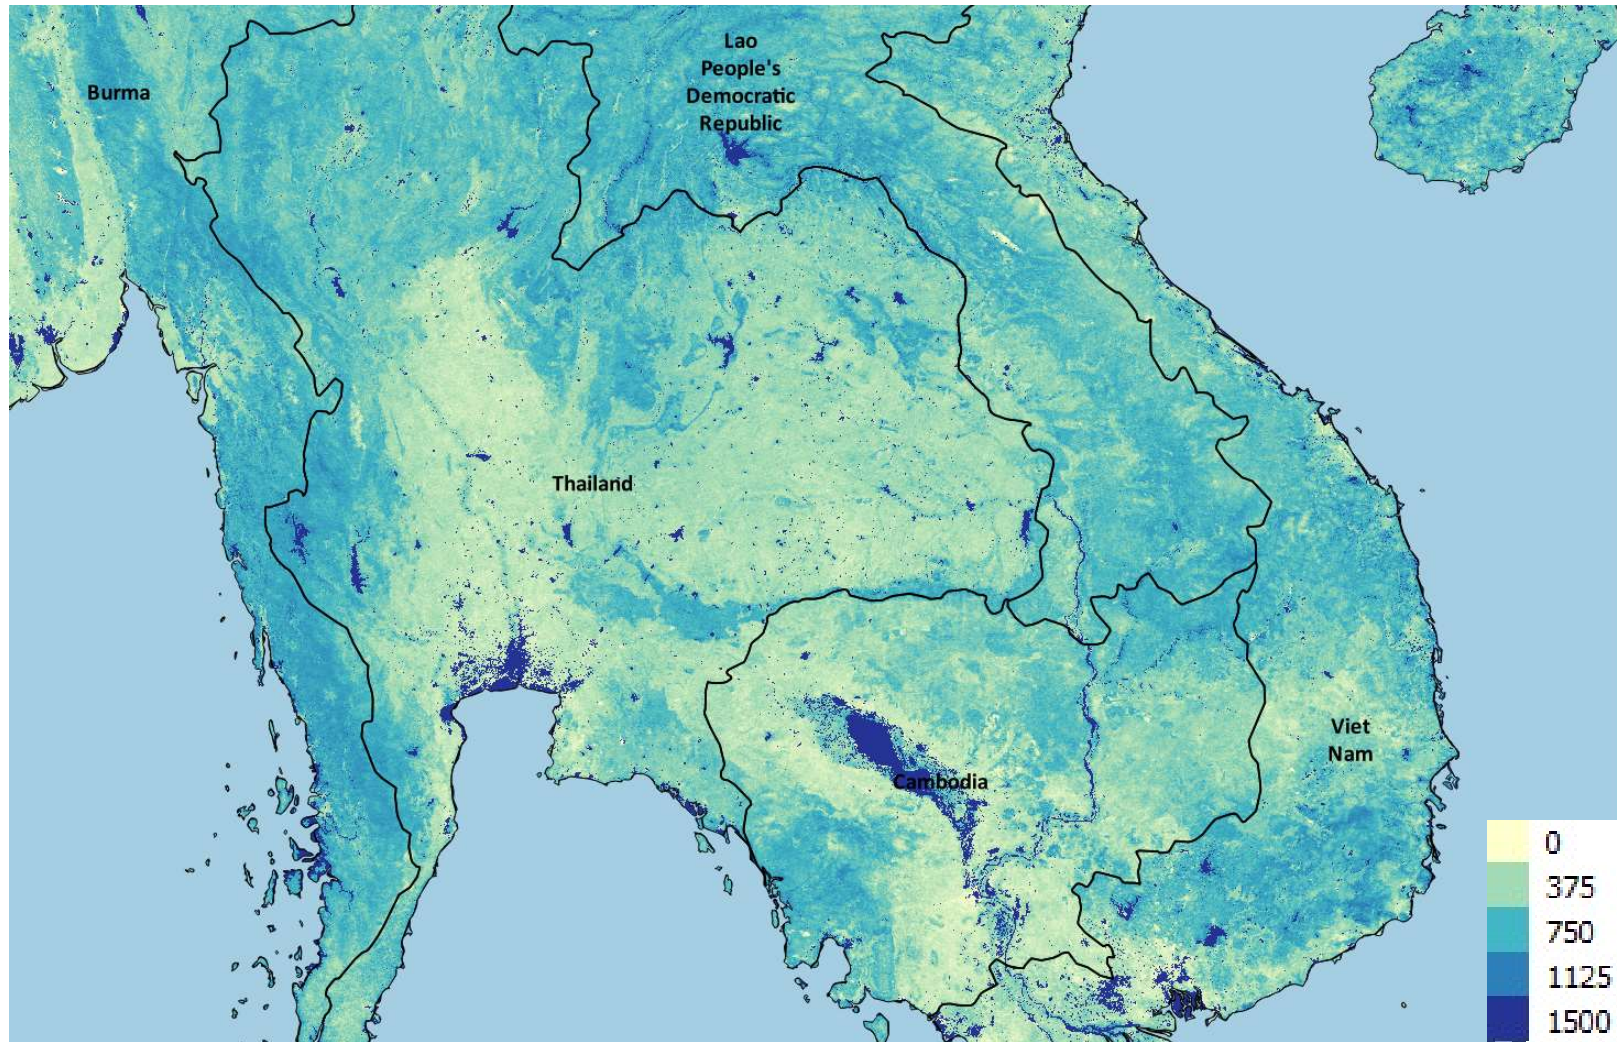 Lao
People's
Democratic
Republic
Burma
Thailand
Viet
Nam
Cambodia
0
375
750
1125
1500